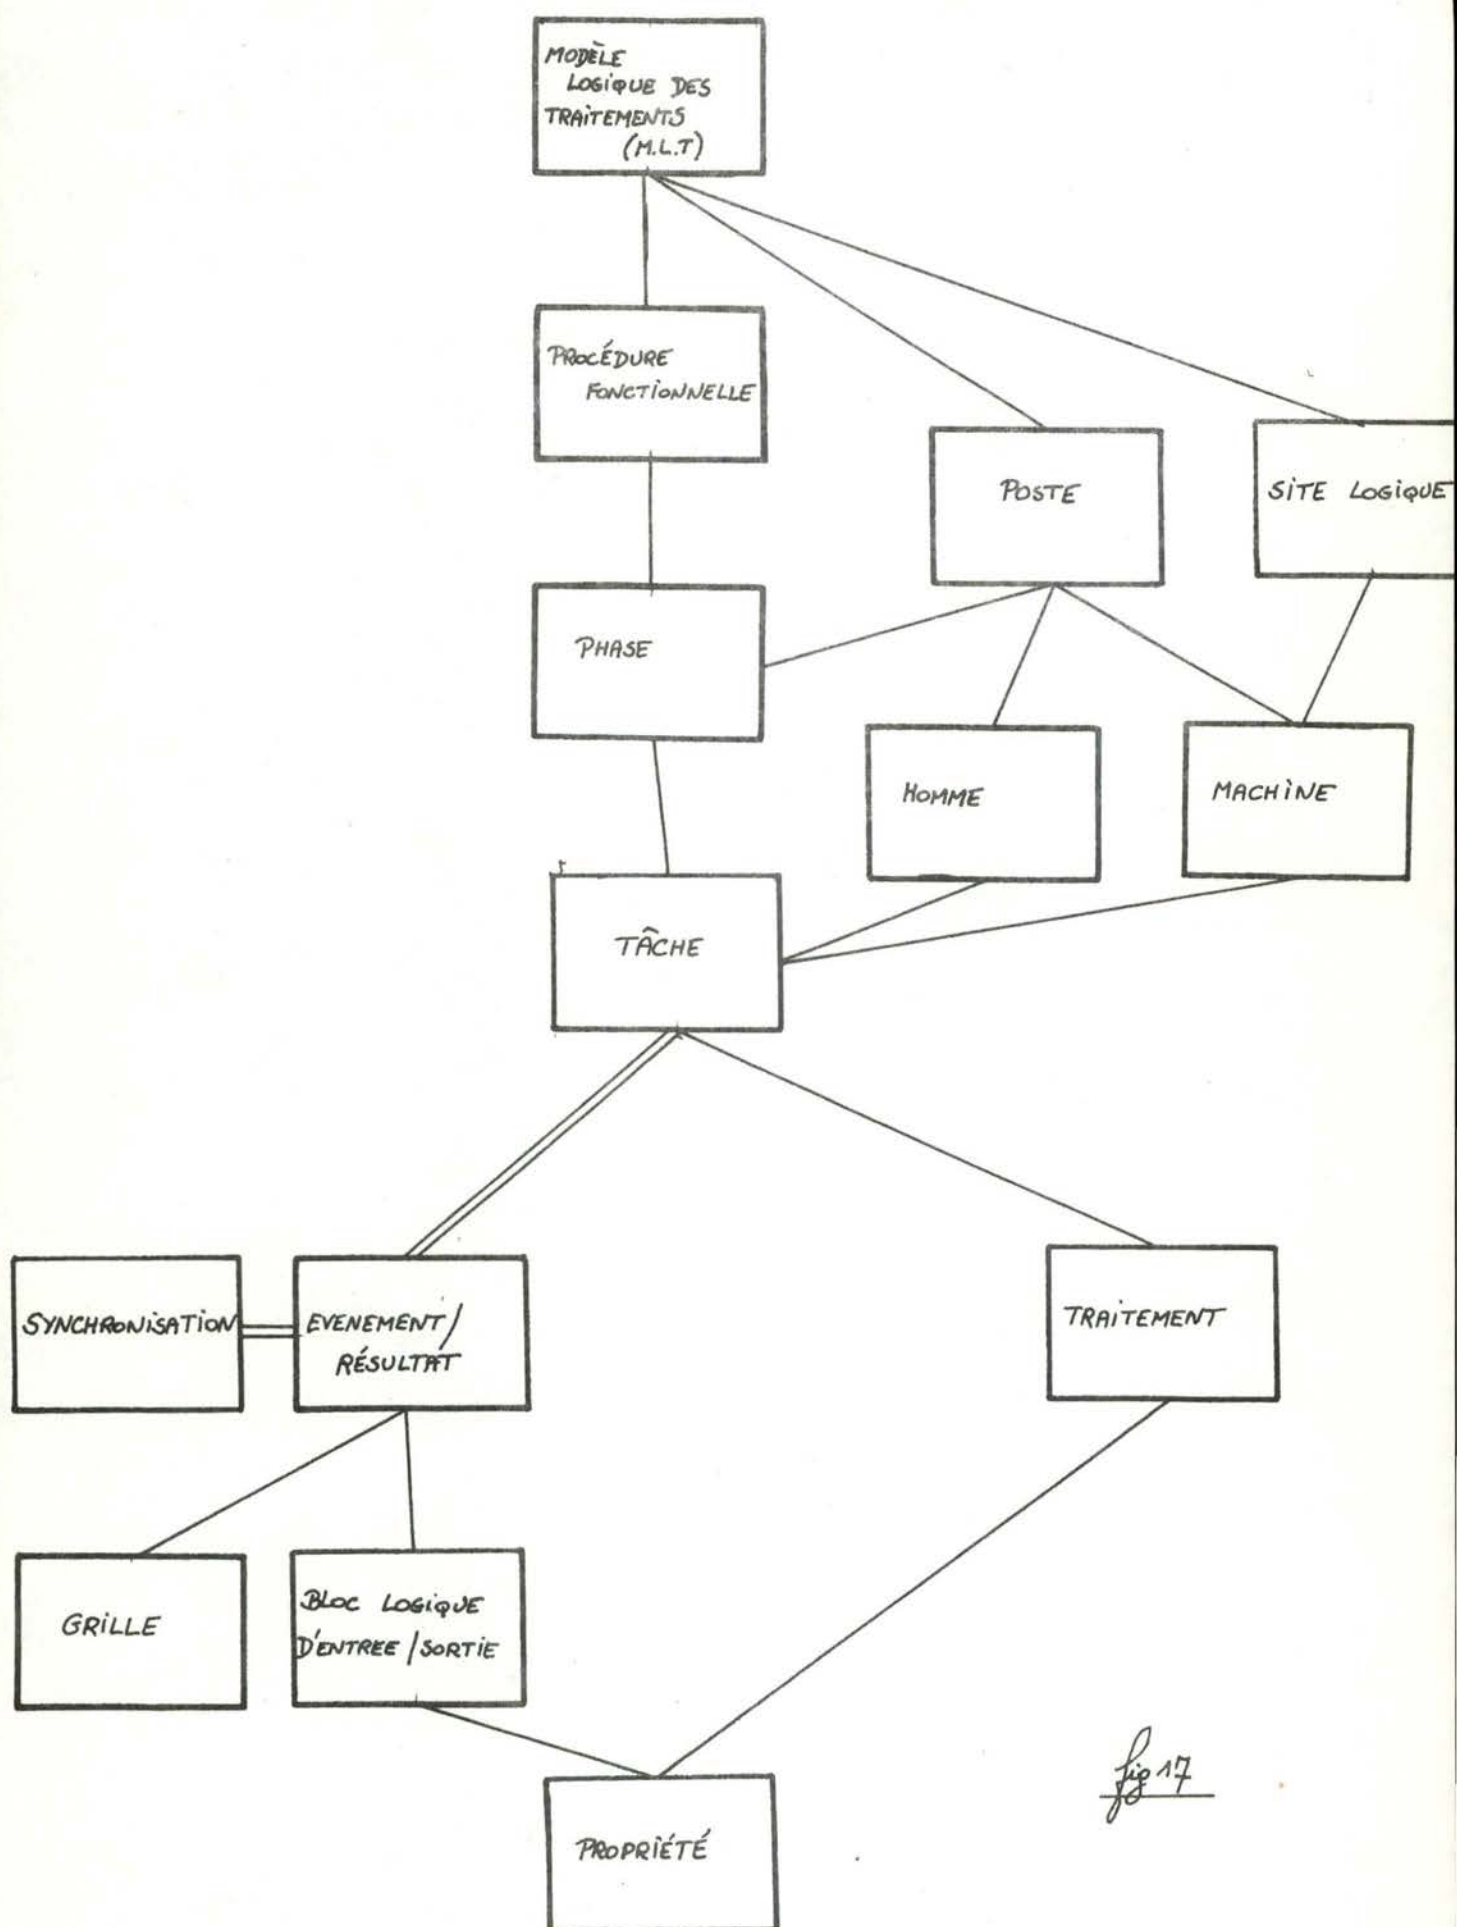 MODÈLE
LOGIQUE DES
TRAITEMENTS
(M.L.T)
PROCÉDURE
FONCTIONNELLE
POSTE
SITE LOGIQUE
PHASE
HOMME
MACHINE
TÂCHE
SYNCHRONISATION
EVENEMENT/
RÉSULTAT
TRAITEMENT
GRILLE
BLOC LOGIQUE
D'ENTREE/SORTIE
fig 17
PROPRIÉTÉ